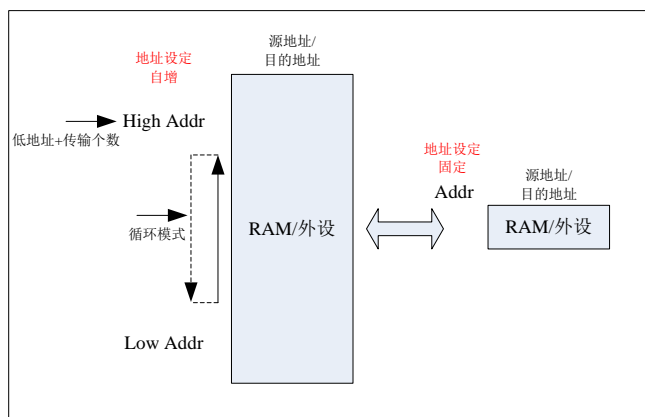 源地址/
目的地址
地址设定
自增
High Addr
低地址+传输个数
循环模式
Low Addr
RAM/外设
地址设定
固定
Addr
源地址/
目的地址
RAM/外设